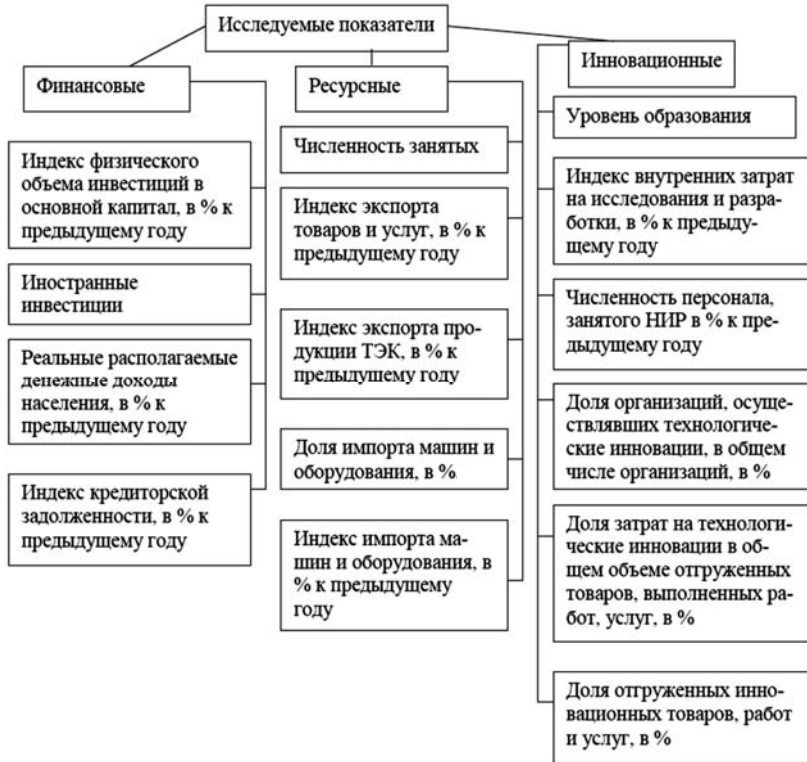 Исследуемые показатели
Финансовые
Индекс физического
объема инвестиций в
основной капитал, в % к
предыдущему году
Иностранные
инвестиции
Реальные располагаемые
денежные доходы
населения, в % к
предыдущему году
Индекс кредиторской
задолженности, в % к
предыдущему году
Ресурсные
Численность занятых
Индекс экспорта
товаров и услуг, в % к
предыдущему году
Индекс экспорта про-
дукции ТЭК, в % к
предыдущему году
Доля импорта машин и
оборудования, в %
Индекс импорта ма-
шин и оборудования, в
% к предыдущему
году
Инновационные
Уровень образования
Индекс внутренних затрат
на исследования и разра-
ботки, в % к предыду-
щему году
Численность персонала,
занятого НИР в % к пре-
дыдущему году
Доля организаций, осуще-
ствлявших технологиче-
ские инновации, в общем
числе организаций, в %
Доля затрат на технологи-
ческие инновации в об-
щем объеме отгруженных
товаров, выполненных ра-
бот, услуг, в %
Доля отгруженных инно-
вационных товаров, работ
и услуг, в %